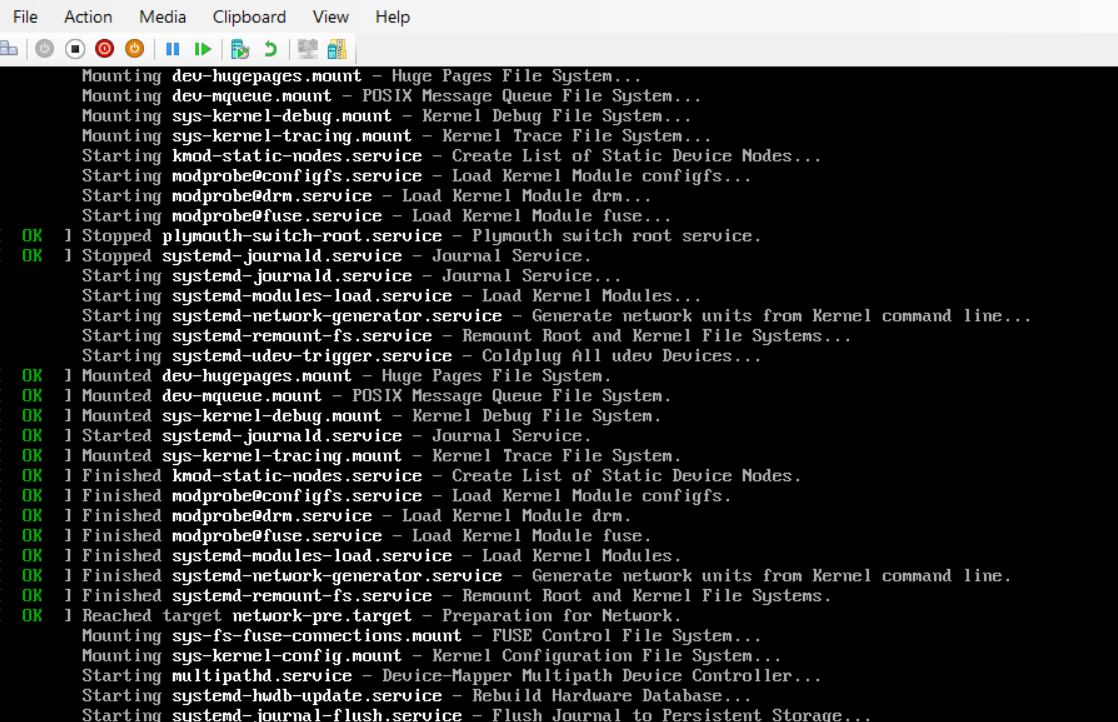 File Action Media Clipboard View Help
Mounting dev-hugepages.mount – Huge Pages File System...
Mounting dev-mqueue.mount – POSIX Message Queue File System...
Mounting sys-kernel-debug.mount – Kernel Debug File System...
Mounting sys-kernel-tracing.mount – Kernel Trace File System...
Starting kmod-static-nodes.service – Create List of Static Device Nodes...
Starting modprobe@configfs.service – Load Kernel Module configfs...
Starting modprobe@drm.service – Load Kernel Module drm...
Starting modprobe@fuse.service – Load Kernel Module fuse...
OK ] Stopped plymouth-switch-root.service – Plymouth switch root service.
OK ] Stopped systemd-journald.service – Journal Service.
Starting systemd-journald.service – Journal Service...
Starting systemd-modules-load.service – Load Kernel Modules...
Starting systemd-network-generator.service – Generate network units from Kernel command line...
Starting systemd-remount-fs.service – Remount Root and Kernel File Systems...
Starting systemd-udev-trigger.service – Coldplug All udev Devices...
OK ] Mounted dev-hugepages.mount – Huge Pages File System.
OK ] Mounted dev-mqueue.mount – POSIX Message Queue File System.
OK ] Mounted sys-kernel-debug.mount – Kernel Debug File System.
OK ] Started systemd-journald.service – Journal Service.
OK ] Mounted sys-kernel-tracing.mount – Kernel Trace File System.
OK ] Finished kmod-static-nodes.service – Create List of Static Device Nodes.
OK ] Finished modprobe@configfs.service – Load Kernel Module configfs.
OK ] Finished modprobe@drm.service – Load Kernel Module drm.
OK ] Finished modprobe@fuse.service – Load Kernel Module fuse.
OK ] Finished systemd-modules-load.service – Load Kernel Modules.
OK ] Finished systemd-network-generator.service – Generate network units from Kernel command line.
OK ] Finished systemd-remount-fs.service – Remount Root and Kernel File Systems.
OK ] Reached target network-pre.target – Preparation for Network.
Mounting sys-fs-fuse-connections.mount – FUSE Control File System...
Mounting sys-kernel-config.mount – Kernel Configuration File System...
Starting multipathd.service – Device-Mapper Multipath Device Controller...
Starting systemd-hwdb-update.service – Rebuild Hardware Database...
Starting systemd-journal-flush.service – Flush Journal to Persistent Storage...